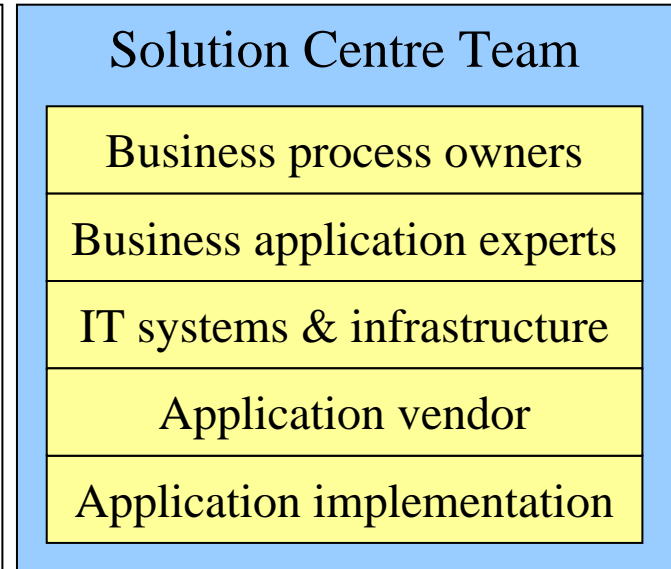 Solution Centre Team
Business process owners
Business application experts
IT systems & infrastructure
Application vendor
Application implementation